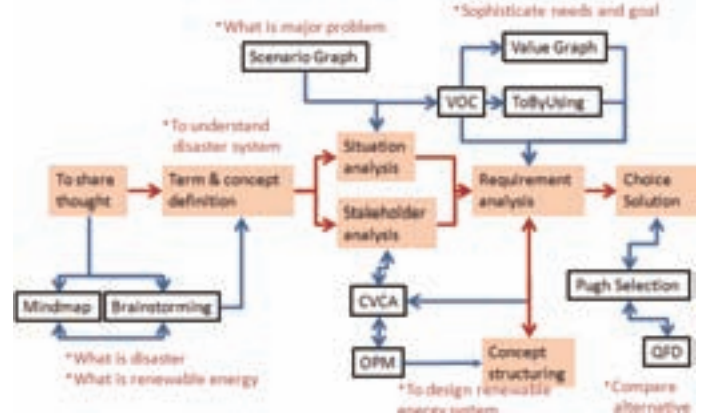 *Sophisticate needs and goal
*What is major problem
Scenario Graph
Value Graph
VOC
ToByUsing
*To understand
disaster system
Situation
analysis
To share
thought
Term & concept
definition
Requirement
analysis
Choice
Solution
Stakeholder
analysis
Mindmap
Brainstorming
CVCA
Pugh Selection
*What is disaster
*What is renewable energy
OPM
Concept
structuring
QFD
*To design renewable
energy system
*Compare
alternative